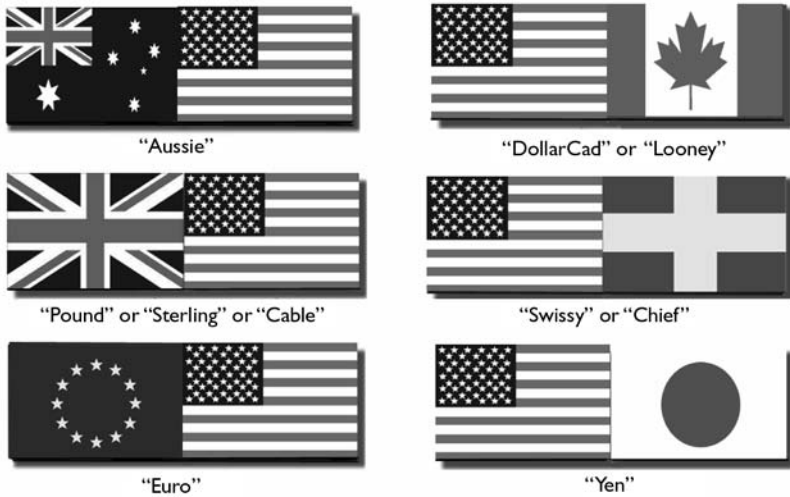 “Aussie”
“DollarCad” or “Looney”
“Pound” or “Sterling” or “Cable”
“Swissy” or “Chief”
“Euro”
“Yen”